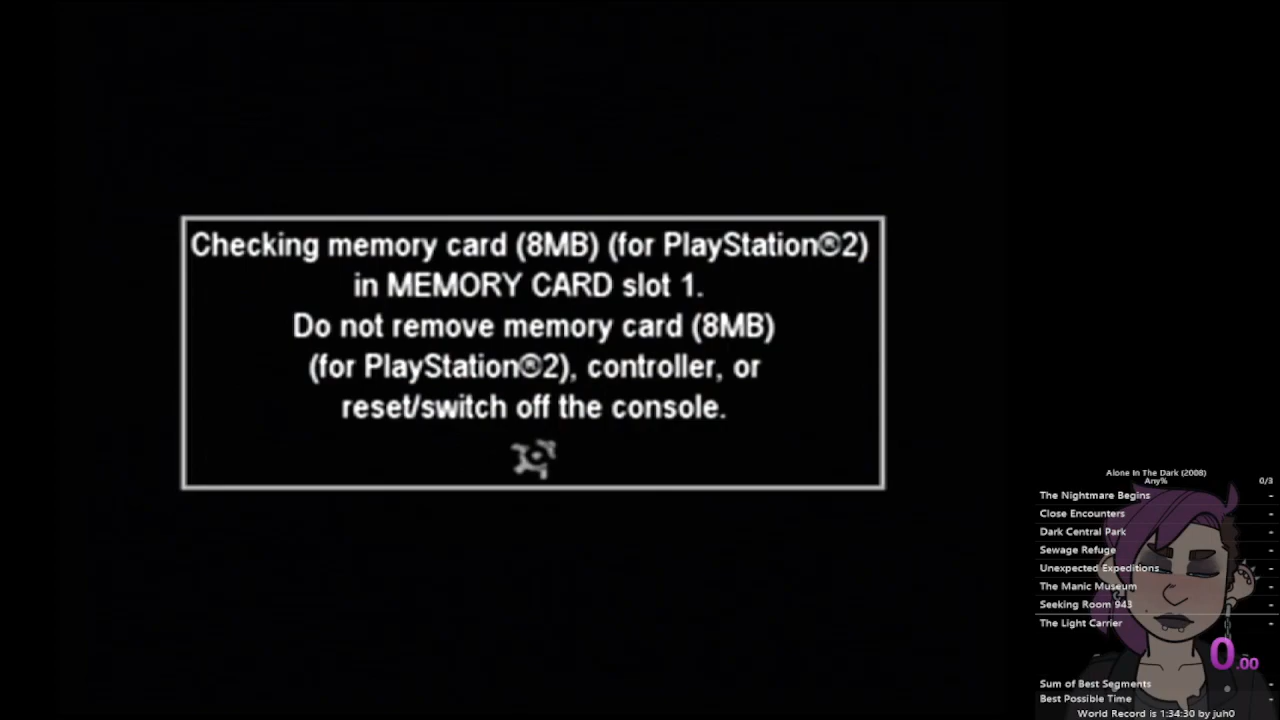 Checking memory card (8MB) (for PlayStation®2)
in MEMORY CARD slot 1.
Do not remove memory card (8MB)
(for PlayStation®2), controller, or
reset/switch off the console.
Alone In The Dark (2008)
Any% 0/3
The Nightmare Begins -
Close Encounters -
Dark Central Park -
Sewage Refuge -
Unexpected Expeditions -
The Manic Museum -
Seeking Room 943 -
The Light Carrier -
0.00
Sum of Best Segments -
Best Possible Time -
World Record is 1:34:30 by juh0